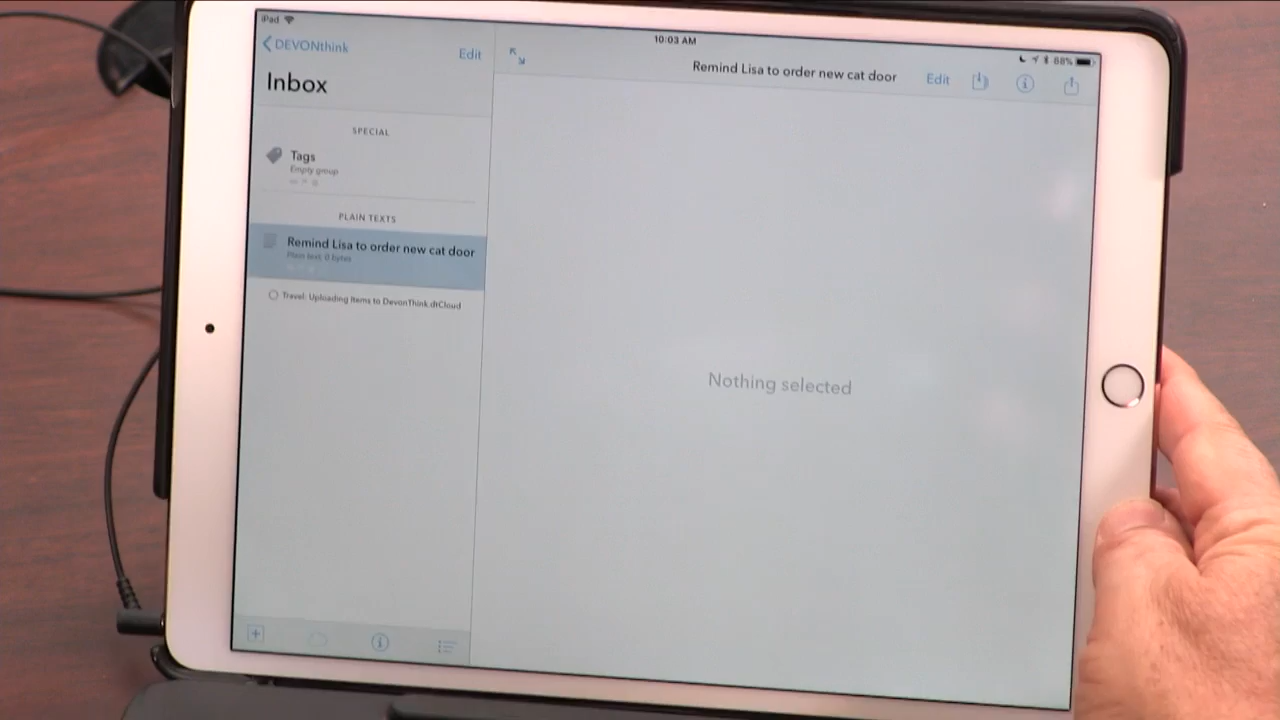 iPad
10:03 AM
88%
DEVONthink
Edit
Inbox
Remind Lisa to order new cat door
Edit
SPECIAL
Tags
Empty group
PLAIN TEXTS
Remind Lisa to order new cat door
Plain text, 0 bytes
Travel: Uploading items to DevonThink.dtCloud
Nothing selected